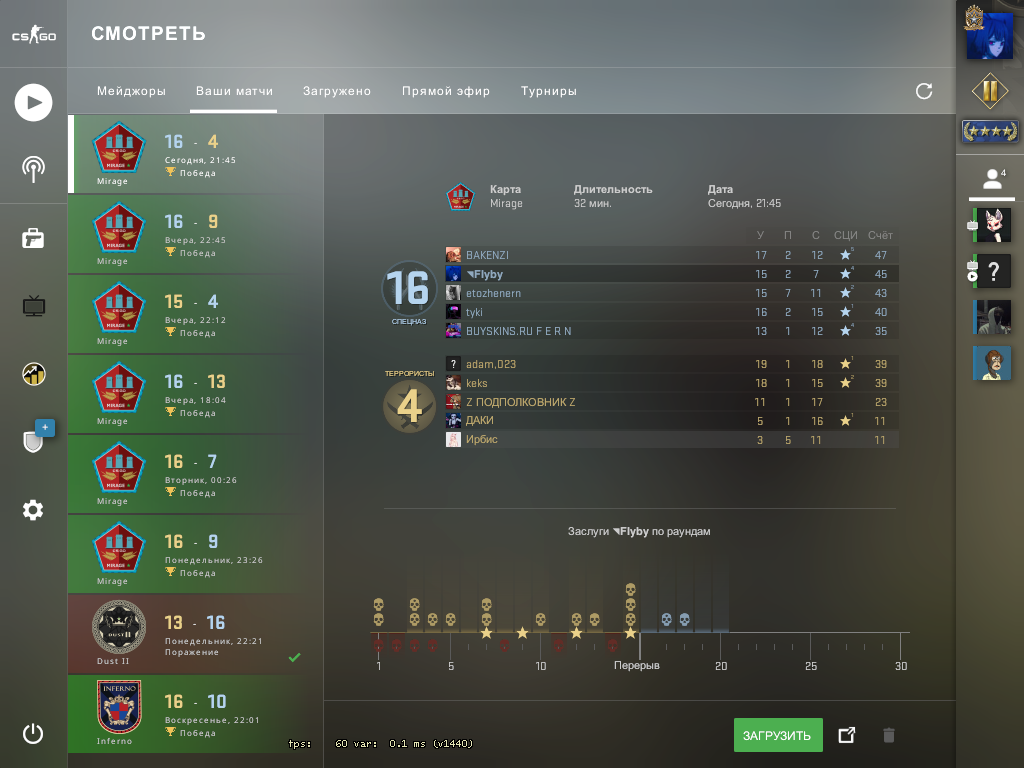 CS GO
СМОТРЕТЬ
Мейджоры Ваши матчи Загружено Прямой эфир Турниры
16 - 4
Сегодня, 21:45
Победа
Mirage
16 - 9
Вчера, 22:45
Победа
Mirage
15 - 4
Вчера, 22:12
Победа
Mirage
16 - 13
Вчера, 18:04
Победа
Mirage
16 - 7
Вторник, 00:26
Победа
Mirage
16 - 9
Понедельник, 23:26
Победа
Mirage
DUST II
13 - 16
Понедельник, 22:21
Поражение
Dust II
INFERNO
16 - 10
Воскресенье, 22:01
Победа
Inferno
+
Карта Длительность Дата
Mirage 32 мин. Сегодня, 21:45
У П С СЦИ Счёт
16
СПЕЦНАЗ
BAKENZI 17 2 12 ★5 47
◥Flyby 15 2 7 ★4 45
etozhenern 15 7 11 ★2 43
tyki 16 2 15 ★1 40
BUYSKINS.RU F E R N 13 1 12 ★4 35
ТЕРРОРИСТЫ
4
? adam,023 19 1 18 ★1 39
keks 18 1 15 ★2 39
Z ПОДПОЛКОВНИК Z 11 1 17 23
ДАКИ 5 1 16 ★1 11
Ирбис 3 5 11 11
Заслуги ◥Flyby по раундам
1 5 10 Перерыв 20 25 30
fps: 60 var: 0.1 ms (v1440)
ЗАГРУЗИТЬ
4
?